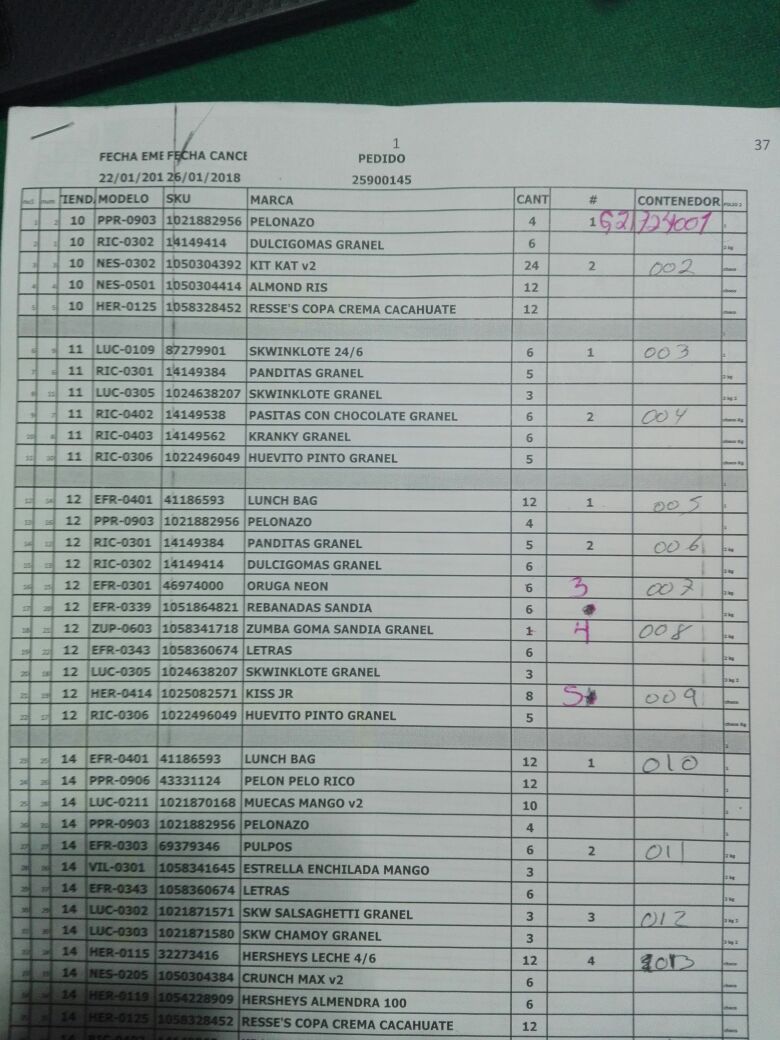 1
37
FECHA EME FECHA CANCE PEDIDO
22/01/201 26/01/2018 25900145
TIEND MODELO SKU MARCA CANT # CONTENEDOR
10 PPR-0903 1021882956 PELONAZO 4 1 621724001
10 RIC-0302 14149414 DULCIGOMAS GRANEL 6
10 NES-0302 1050304392 KIT KAT v2 24 2 002
10 NES-0501 1050304414 ALMOND RIS 12
10 HER-0125 1058328452 RESSE'S COPA CREMA CACAHUATE 12
11 LUC-0109 87279901 SKWINKLOTE 24/6 6 1 003
11 RIC-0301 14149384 PANDITAS GRANEL 5
11 LUC-0305 1024638207 SKWINKLOTE GRANEL 3
11 RIC-0402 14149538 PASITAS CON CHOCOLATE GRANEL 6 2 004
11 RIC-0403 14149562 KRANKY GRANEL 6
11 RIC-0306 1022496049 HUEVITO PINTO GRANEL 5
12 EFR-0401 41186593 LUNCH BAG 12 1 005
12 PPR-0903 1021882956 PELONAZO 4
12 RIC-0301 14149384 PANDITAS GRANEL 5 2 006
12 RIC-0302 14149414 DULCIGOMAS GRANEL 6
12 EFR-0301 46974000 ORUGA NEON 6 3 007
12 EFR-0339 1051864821 REBANADAS SANDIA 6
12 ZUP-0603 1058341718 ZUMBA GOMA SANDIA GRANEL 1 4 008
12 EFR-0343 1058360674 LETRAS 6
12 LUC-0305 1024638207 SKWINKLOTE GRANEL 3
12 HER-0414 1025082571 KISS JR 8 5 009
12 RIC-0306 1022496049 HUEVITO PINTO GRANEL 5
14 EFR-0401 41186593 LUNCH BAG 12 1 010
14 PPR-0906 43331124 PELON PELO RICO 12
14 LUC-0211 1021870168 MUECAS MANGO v2 10
14 PPR-0903 1021882956 PELONAZO 4
14 EFR-0303 69379346 PULPOS 6 2 011
14 VIL-0301 1058341645 ESTRELLA ENCHILADA MANGO 3
14 EFR-0343 1058360674 LETRAS 6
14 LUC-0302 1021871571 SKW SALSAGHETTI GRANEL 3 3 012
14 LUC-0303 1021871580 SKW CHAMOY GRANEL 3
14 HER-0115 32273416 HERSHEYS LECHE 4/6 12 4 013
14 NES-0205 1050304384 CRUNCH MAX v2 6
14 HER-0119 1054228909 HERSHEYS ALMENDRA 100 6
14 HER-0125 1058328452 RESSE'S COPA CREMA CACAHUATE 12